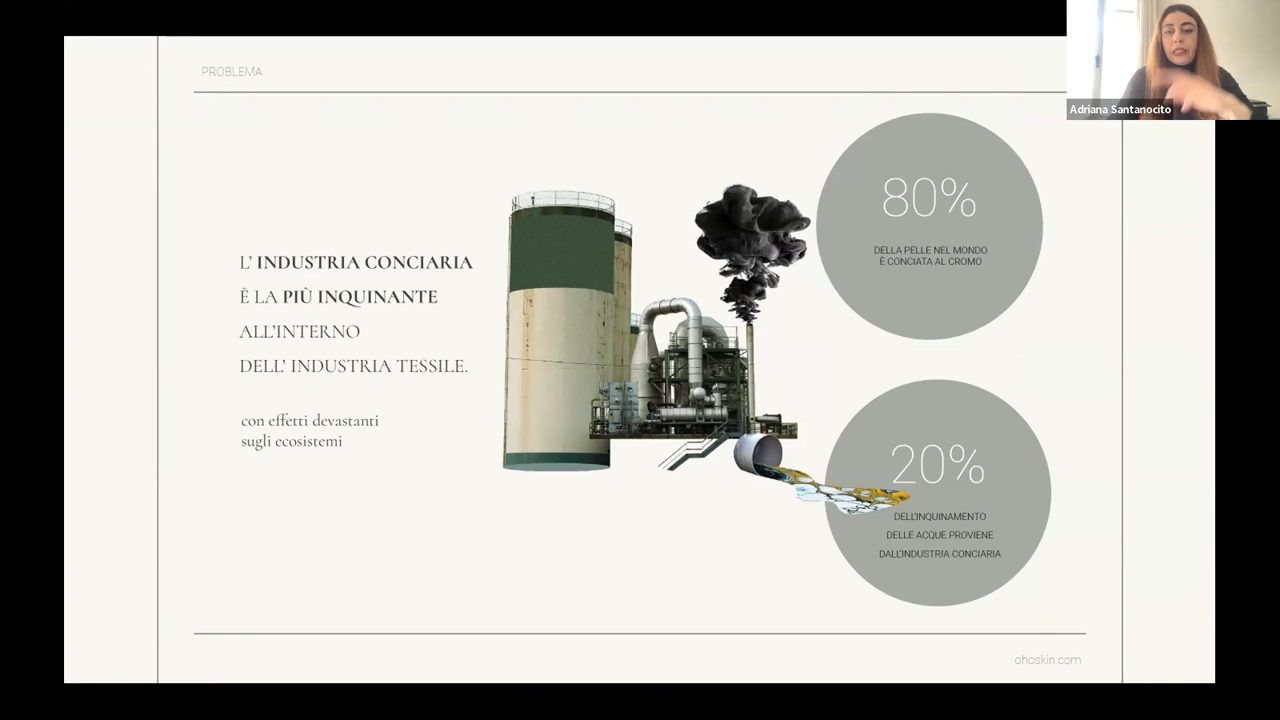 PROBLEMA
Adriana Santanocito
L' INDUSTRIA CONCIARIA
È LA PIÙ INQUINANTE
ALL'INTERNO
DELL' INDUSTRIA TESSILE.
con effetti devastanti
sugli ecosistemi
80%
DELLA PELLE NEL MONDO
È CONCIATA AL CROMO
20%
DELL'INQUINAMENTO
DELLE ACQUE PROVIENE
DALL'INDUSTRIA CONCIARIA
ohoskin.com